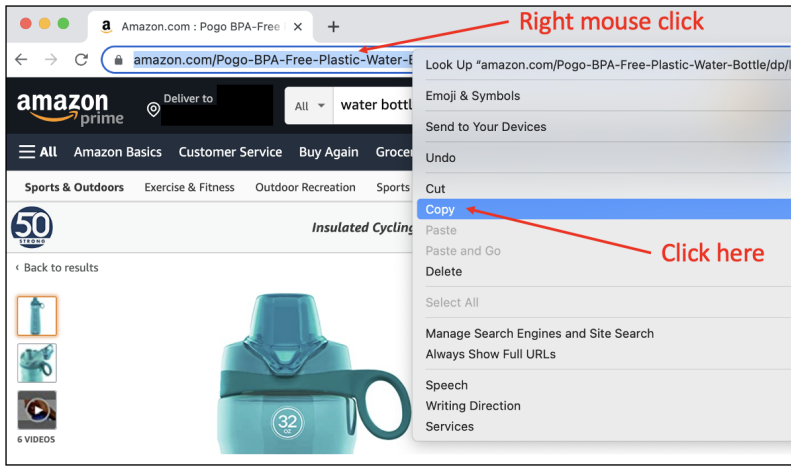 Amazon.com : Pogo BPA-Free
Right mouse click
amazon.com/Pogo-BPA-Free-Plastic-Water-B
Look Up “amazon.com/Pogo-BPA-Free-Plastic-Water-Bottle/dp/
Emoji & Symbols
Send to Your Devices
Undo
Cut
Copy
Paste
Paste and Go
Delete
Select All
Manage Search Engines and Site Search
Always Show Full URLs
Speech
Writing Direction
Services
Click here
amazon
prime
Deliver to
All
water bottl
All Amazon Basics Customer Service Buy Again Groce
Sports & Outdoors Exercise & Fitness Outdoor Recreation Sports
50
STRONG
Insulated Cycling
‹ Back to results
6 VIDEOS
32
oz